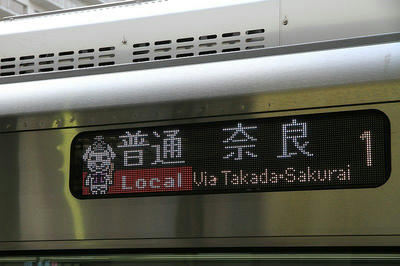 普通 奈良 1
Local Via Takada-Sakurai